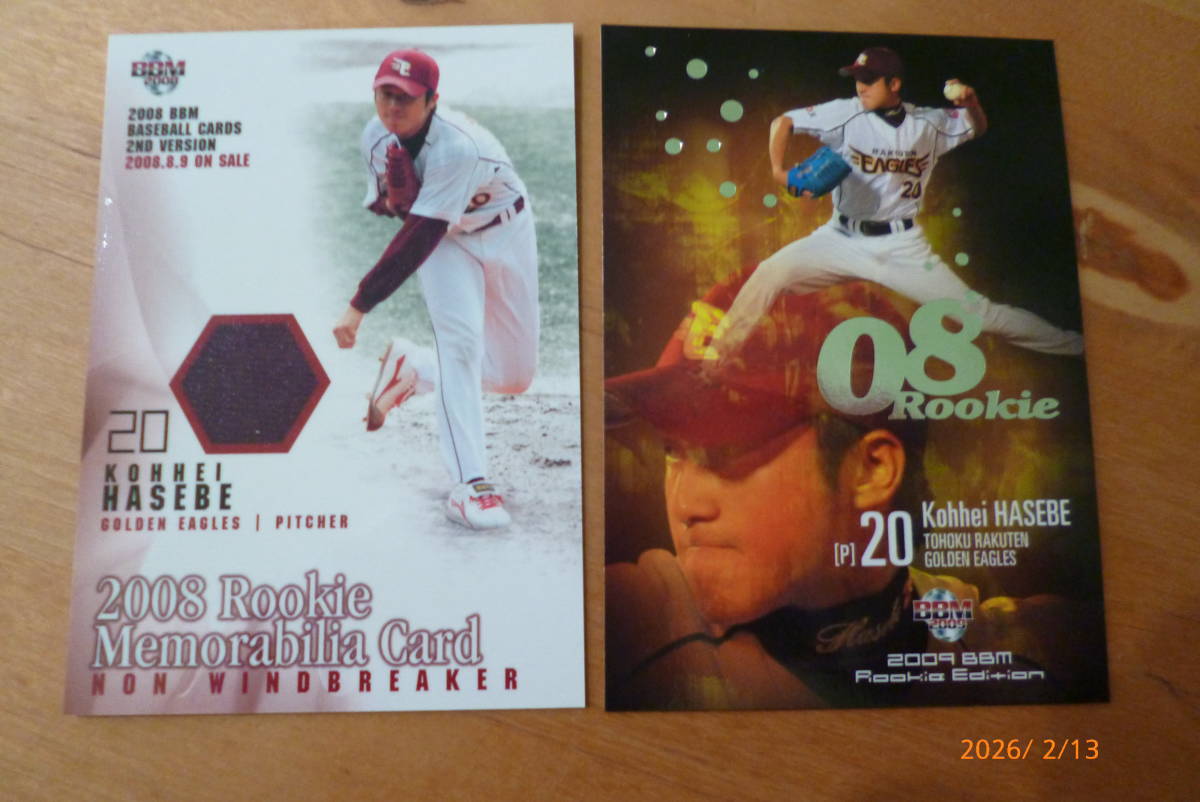 BBM
2008
2008 BBM
BASEBALL CARDS
2ND VERSION
2008.8.9 ON SALE
20
KOHHEI
HASEBE
GOLDEN EAGLES | PITCHER
2008 Rookie
Memorabilia Card
NON WINDBREAKER
RAKUTEN
EAGLES
20
08
Rookie
[P] 20 Kohhei HASEBE
TOHOKU RAKUTEN
GOLDEN EAGLES
BBM
2009
2009 BBM
Rookie Edition
2026/ 2/13